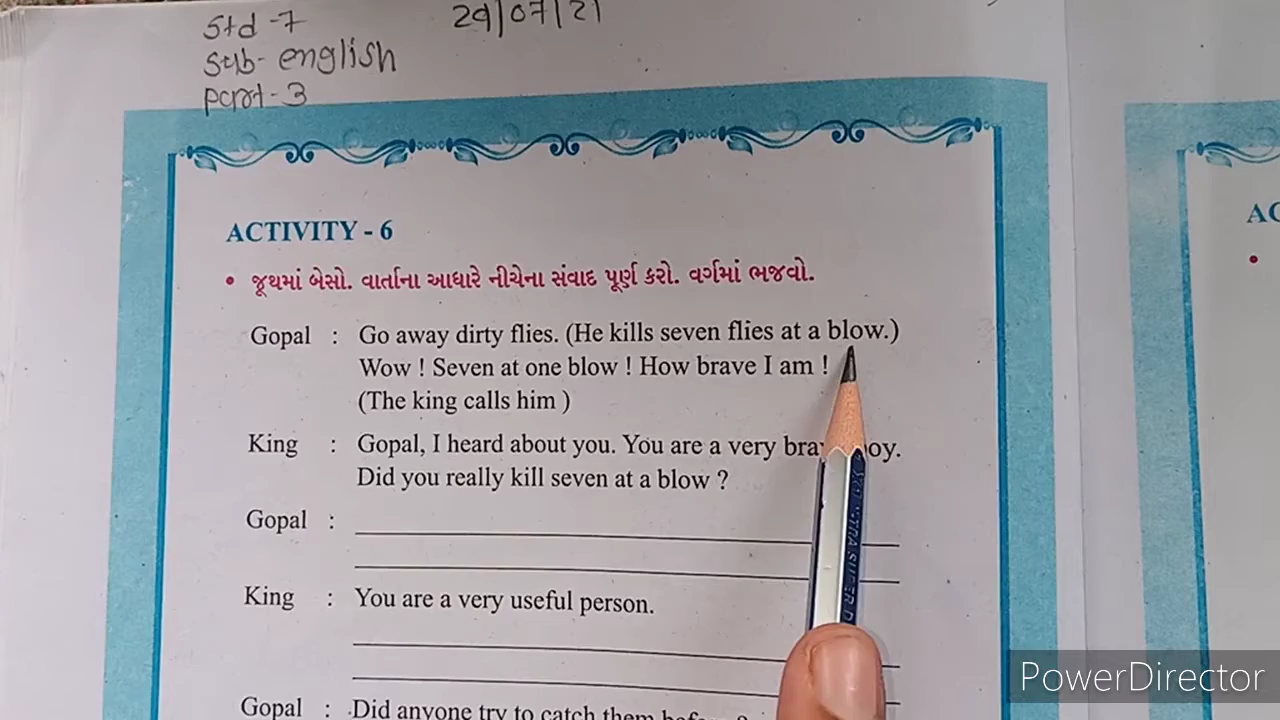 Std - 7
29/07/21
Sub- english
part - 3
ACTIVITY - 6
• જૂથમાં બેસો. વાર્તાના આધારે નીચેના સંવાદ પૂર્ણ કરો. વર્ગમાં ભજવો.
Gopal : Go away dirty flies. (He kills seven flies at a blow.)
Wow ! Seven at one blow ! How brave I am !
(The king calls him )
King : Gopal, I heard about you. You are a very
Did you really kill seven at a blow ?
Gopal :
King : You are a very useful person.
Gopal : Did anyone try to catch them
PowerDirector